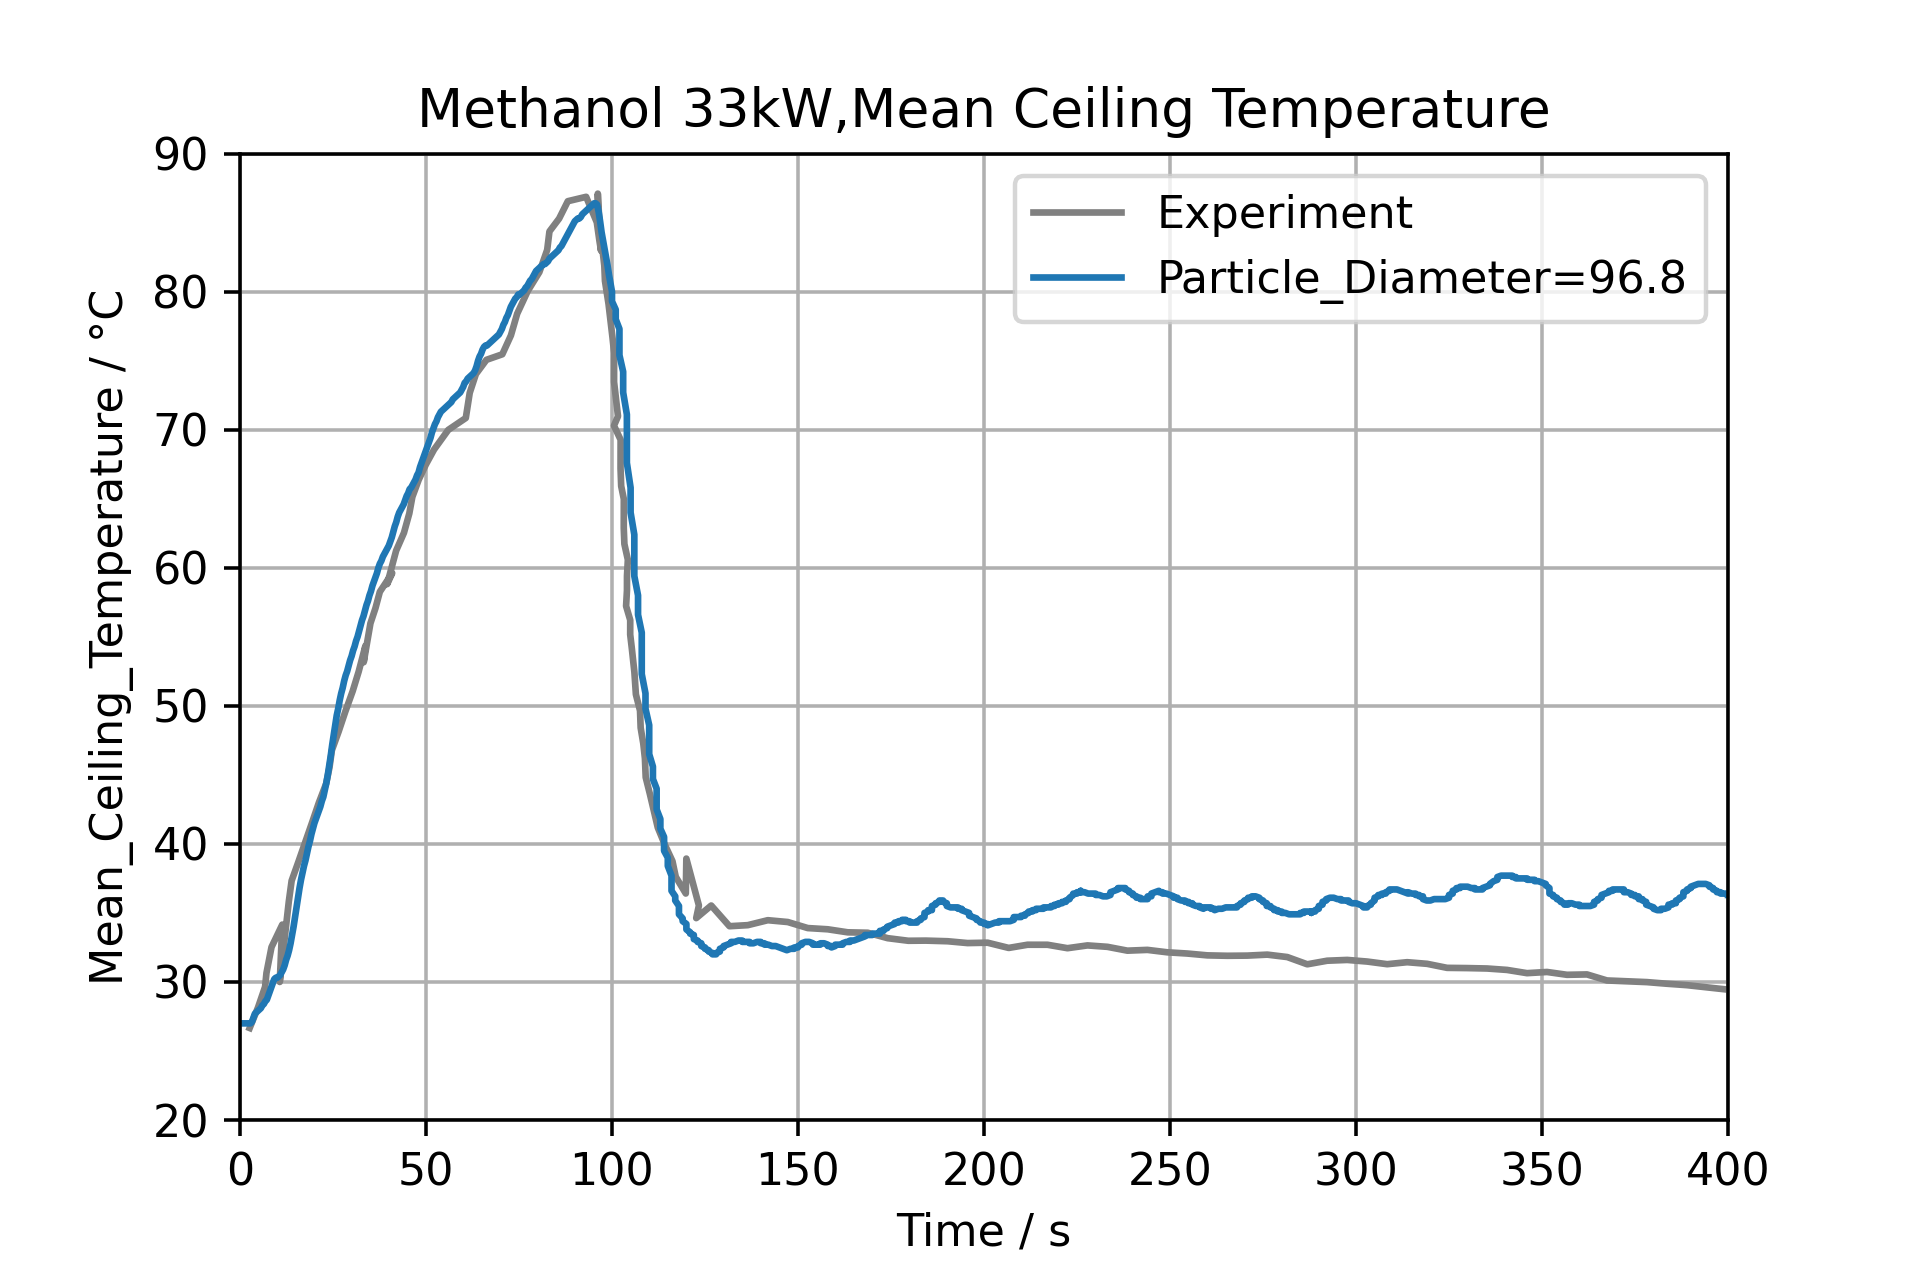 Methanol 33kW,Mean Ceiling Temperature
Mean_Ceiling_Temperature / °C
90
80
70
60
50
40
30
20
Experiment
Particle_Diameter=96.8
0 50 100 150 200 250 300 350 400
Time / s